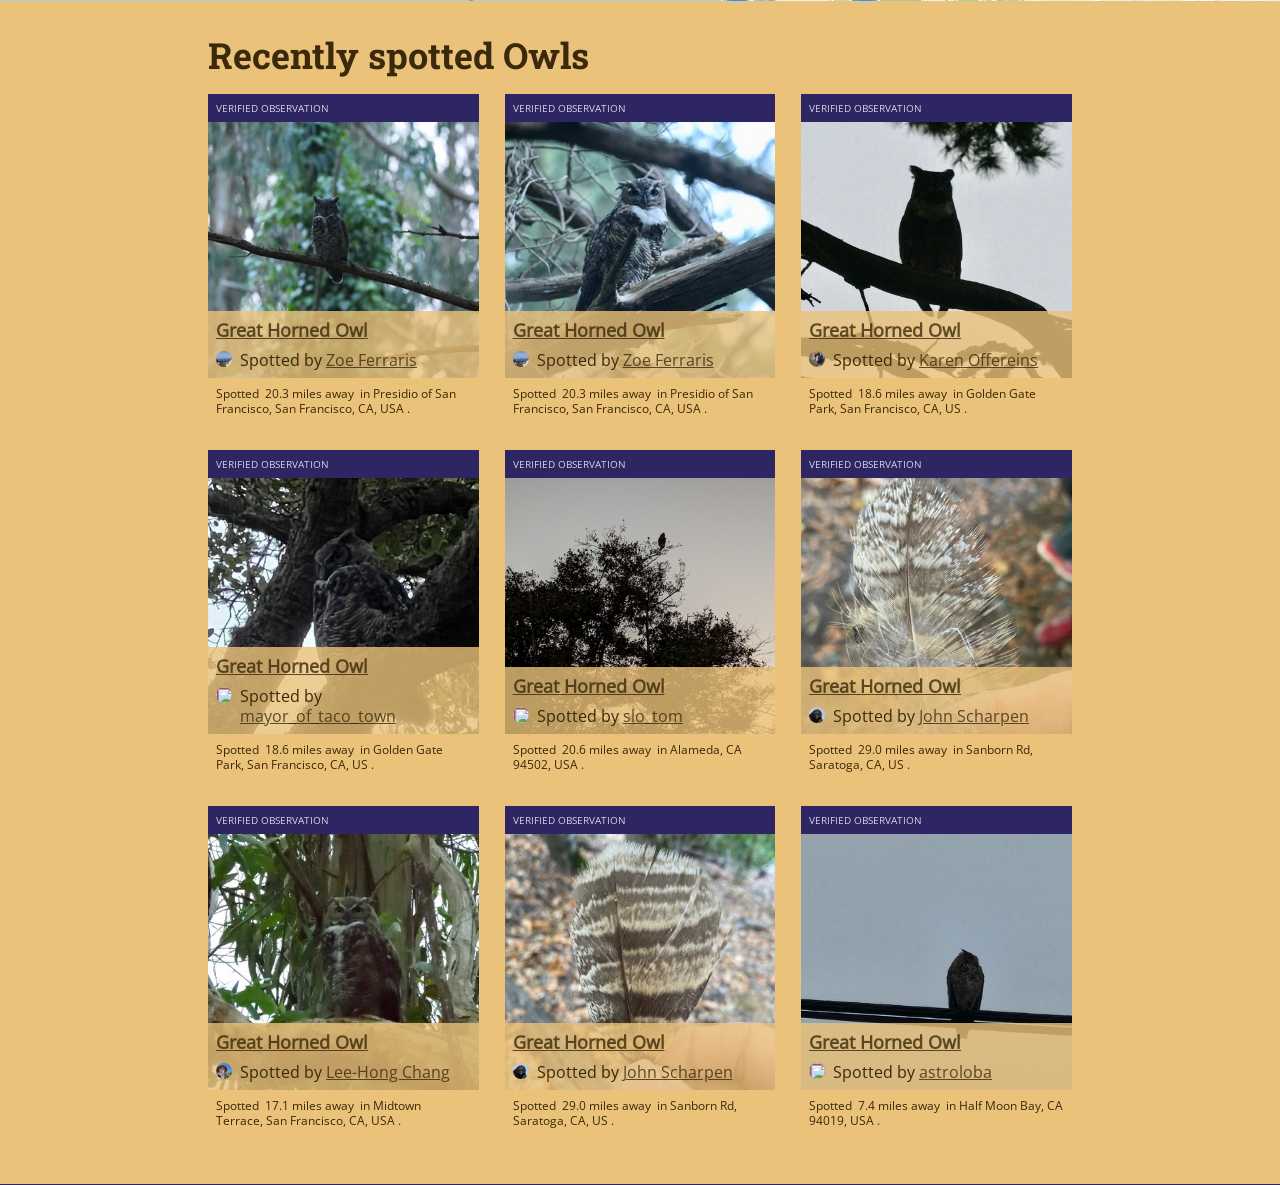 Recently spotted Owls
VERIFIED OBSERVATION
VERIFIED OBSERVATION
VERIFIED OBSERVATION
Great Horned Owl
Spotted by Zoe Ferraris
Spotted 20.3 miles away in Presidio of San
Francisco, San Francisco, CA, USA .
Great Horned Owl
Spotted by Zoe Ferraris
Spotted 20.3 miles away in Presidio of San
Francisco, San Francisco, CA, USA .
Great Horned Owl
Spotted by Karen Offereins
Spotted 18.6 miles away in Golden Gate
Park, San Francisco, CA, US .
VERIFIED OBSERVATION
VERIFIED OBSERVATION
VERIFIED OBSERVATION
Great Horned Owl
Spotted by
mayor_of_taco_town
Spotted 18.6 miles away in Golden Gate
Park, San Francisco, CA, US .
Great Horned Owl
Spotted by slo_tom
Spotted 20.6 miles away in Alameda, CA
94502, USA .
Great Horned Owl
Spotted by John Scharpen
Spotted 29.0 miles away in Sanborn Rd,
Saratoga, CA, US .
VERIFIED OBSERVATION
VERIFIED OBSERVATION
VERIFIED OBSERVATION
Great Horned Owl
Spotted by Lee-Hong Chang
Spotted 17.1 miles away in Midtown
Terrace, San Francisco, CA, USA .
Great Horned Owl
Spotted by John Scharpen
Spotted 29.0 miles away in Sanborn Rd,
Saratoga, CA, US .
Great Horned Owl
Spotted by astroloba
Spotted 7.4 miles away in Half Moon Bay, CA
94019, USA .